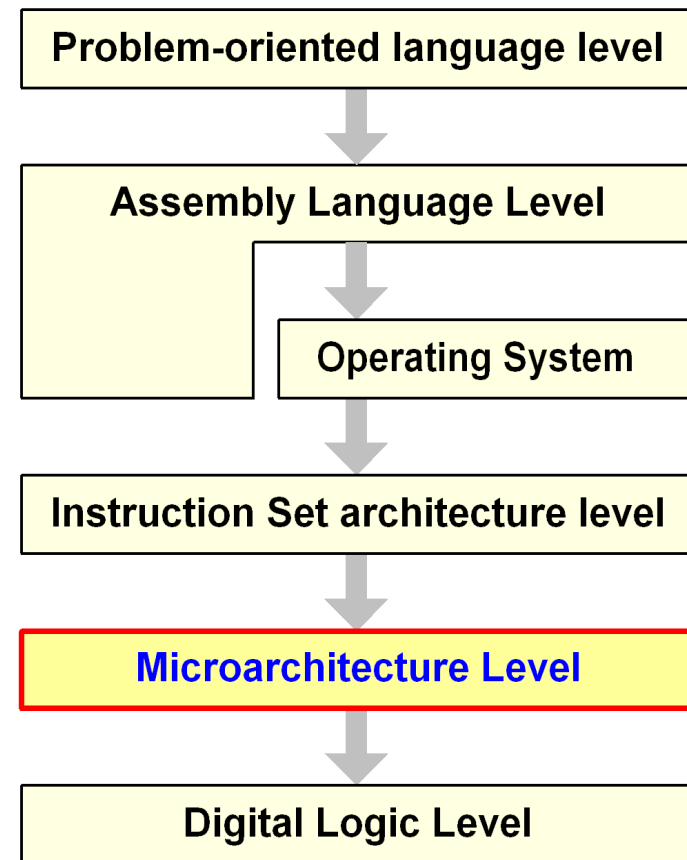 Problem-oriented language level
Assembly Language Level
Operating System
Instruction Set architecture level
Microarchitecture Level
Digital Logic Level